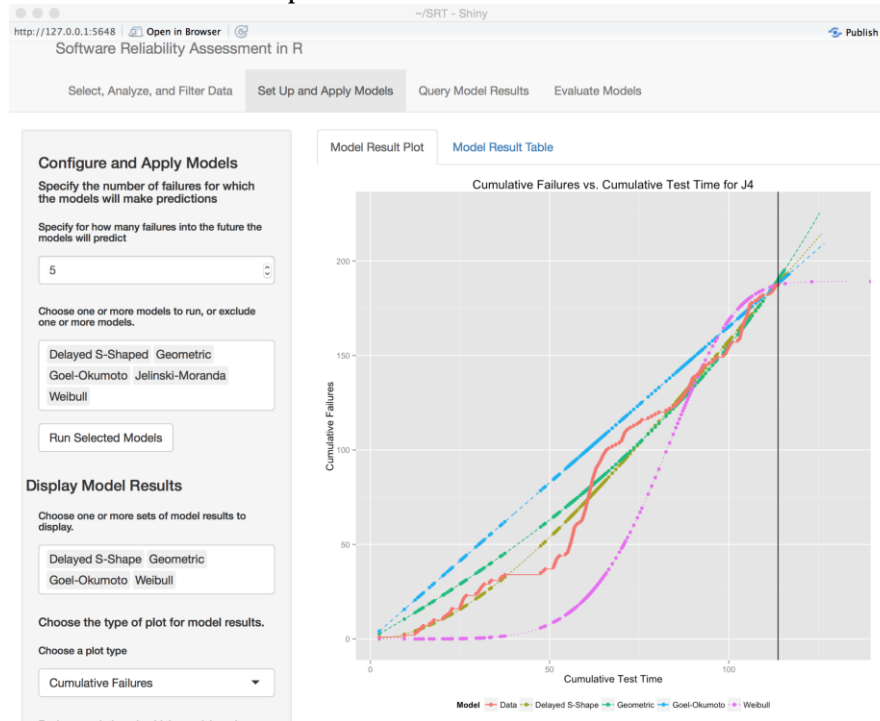 ~/SRT - Shiny
http://127.0.0.1:5648 Open in Browser Publish
Software Reliability Assessment in R
Select, Analyze, and Filter Data Set Up and Apply Models Query Model Results Evaluate Models
Configure and Apply Models
Specify the number of failures for which
the models will make predictions
Specify for how many failures into the future the
models will predict
5
Choose one or more models to run, or exclude
one or more models.
Delayed S-Shaped Geometric
Goel-Okumoto Jelinski-Moranda
Weibull
Run Selected Models
Display Model Results
Choose one or more sets of model results to
display.
Delayed S-Shape Geometric
Goel-Okumoto Weibull
Choose the type of plot for model results.
Choose a plot type
Cumulative Failures
Model Result Plot Model Result Table
Cumulative Failures vs. Cumulative Test Time for J4
Cumulative Failures
200
150
100
50
0
0 50 100
Cumulative Test Time
Model Data Delayed S-Shape Geometric Goel-Okumoto Weibull